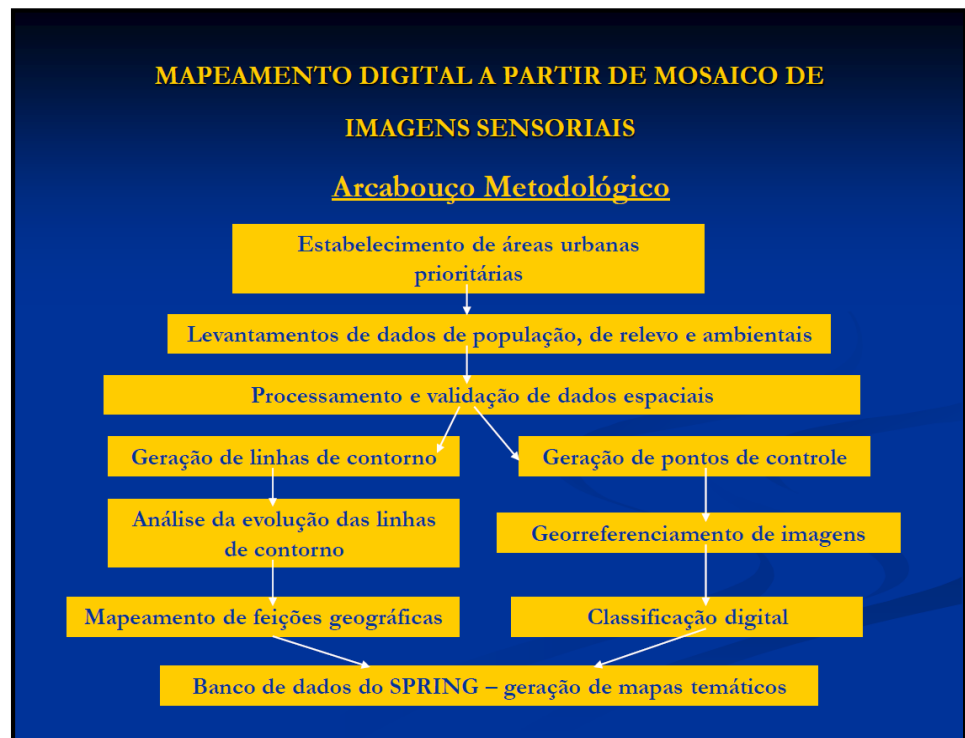 MAPEAMENTO DIGITAL A PARTIR DE MOSAICO DE
IMAGENS SENSORIAIS
Arcabouço Metodológico
Estabelecimento de áreas urbanas
prioritárias
Levantamentos de dados de população, de relevo e ambientais
Processamento e validação de dados espaciais
Geração de linhas de contorno
Geração de pontos de controle
Análise da evolução das linhas
de contorno
Georreferenciamento de imagens
Mapeamento de feições geográficas
Classificação digital
Banco de dados do SPRING – geração de mapas temáticos